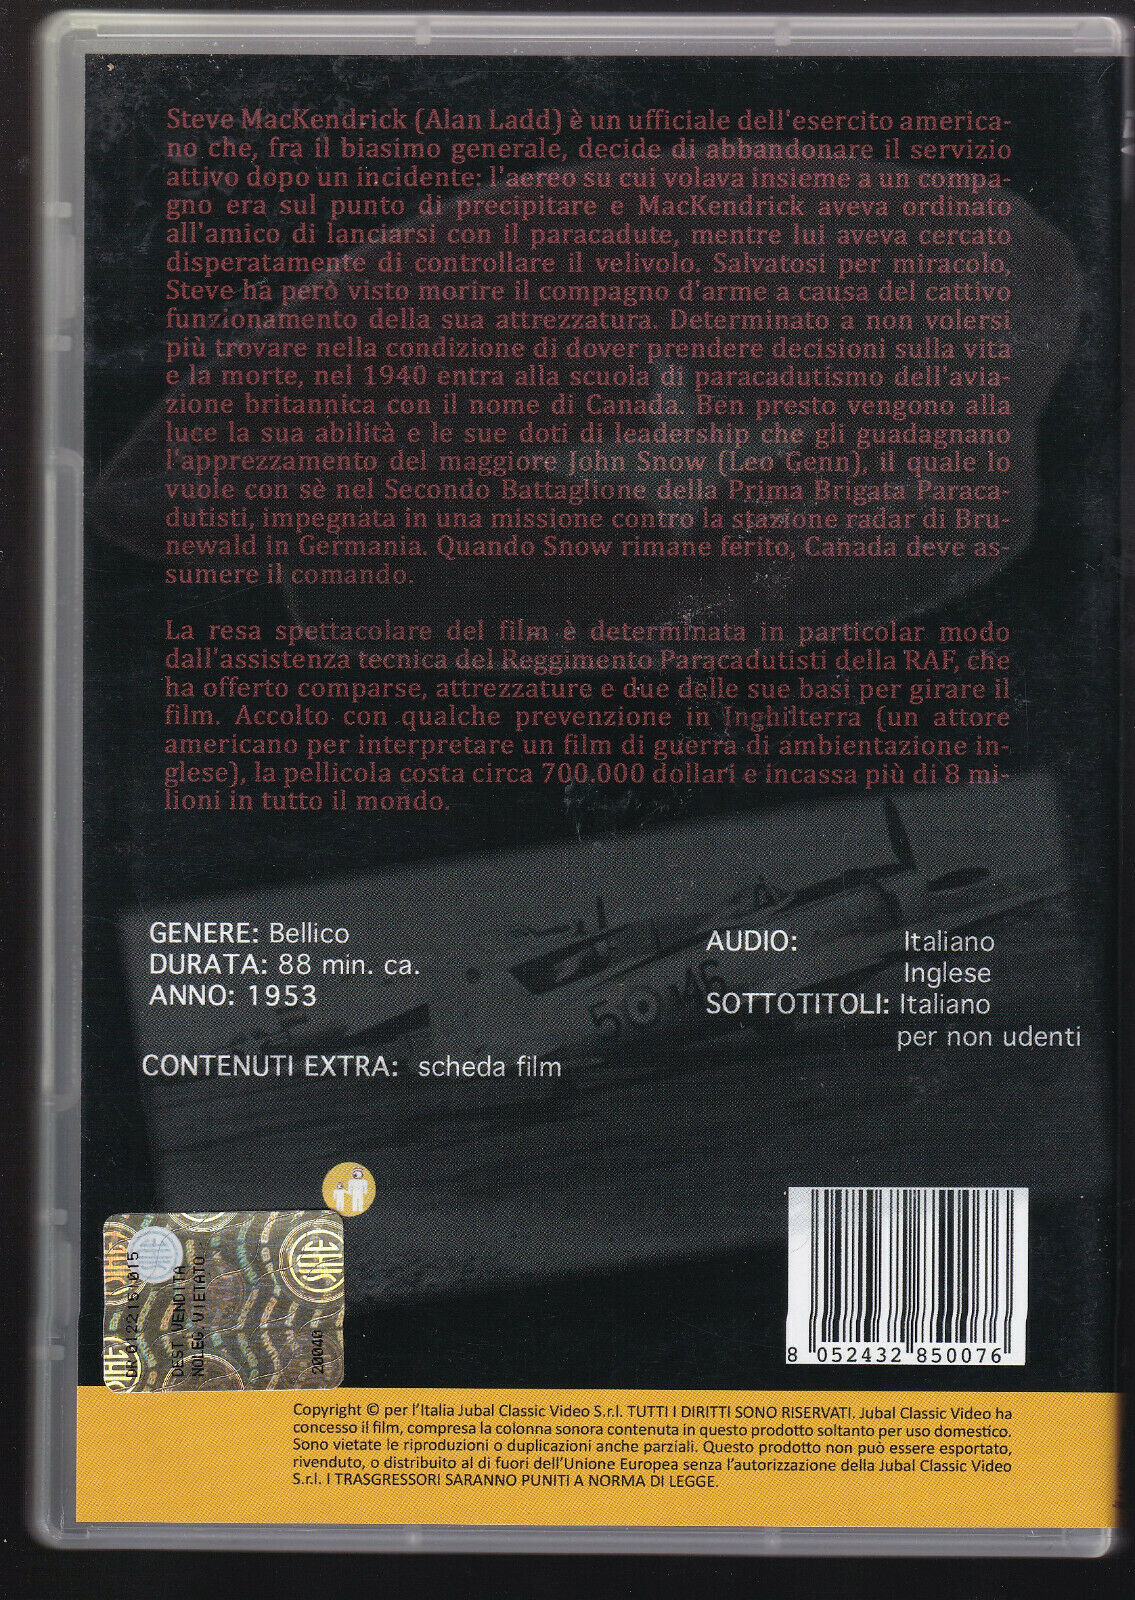 Steve MacKendrick (Alan Ladd) è un ufficiale dell'esercito america-
no che, fra il biasimo generale, decide di abbandonare il servizio
attivo dopo un incidente: l'aereo su cui volava insieme a un compa-
gno era sul punto di precipitare e MacKendrick aveva ordinato
all'amico di lanciarsi con il paracadute, mentre lui aveva cercato
disperatamente di controllare il velivolo. Salvatosi per miracolo,
Steve ha però visto morire il compagno d'arme a causa del cattivo
funzionamento della sua attrezzatura. Determinato a non volersi
più trovare nella condizione di dover prendere decisioni sulla vita
e la morte, nel 1940 entra alla scuola di paracadutismo dell'avia-
zione britannica con il nome di Canada. Ben presto vengono alla
luce la sua abilità e le sue doti di leadership che gli guadagnano
l'apprezzamento del maggiore John Snow (Leo Genn), il quale lo
vuole con sè nel Secondo Battaglione della Prima Brigata Paraca-
dutisti, impegnata in una missione contro la stazione radar di Bru-
newald in Germania. Quando Snow rimane ferito, Canada deve as-
sumere il comando.
La resa spettacolare del film è determinata in particolar modo
dall'assistenza tecnica del Reggimento Paracadutisti della RAF, che
ha offerto comparse, attrezzature e due delle sue basi per girare il
film. Accolto con qualche prevenzione in Inghilterra (un attore
americano per interpretare un film di guerra di ambientazione in-
glese), la pellicola costa circa 700.000 dollari e incassa più di 8 mi-
lioni in tutto il mondo.
GENERE: Bellico
DURATA: 88 min. ca.
ANNO: 1953
CONTENUTI EXTRA: scheda film
AUDIO: Italiano
Inglese
SOTTOTITOLI: Italiano
per non udenti
50 146
SIAE
DEST.VENDITA
NOLEG.VIETATO
20040
8 052432 850076
Copyright © per l'Italia Jubal Classic Video S.r.l. TUTTI I DIRITTI SONO RISERVATI. Jubal Classic Video ha
concesso il film, compresa la colonna sonora contenuta in questo prodotto soltanto per uso domestico.
Sono vietate le riproduzioni o duplicazioni anche parziali. Questo prodotto non può essere esportato,
rivenduto, o distribuito al di fuori dell'Unione Europea senza l'autorizzazione della Jubal Classic Video
S.r.l. I TRASGRESSORI SARANNO PUNITI A NORMA DI LEGGE.